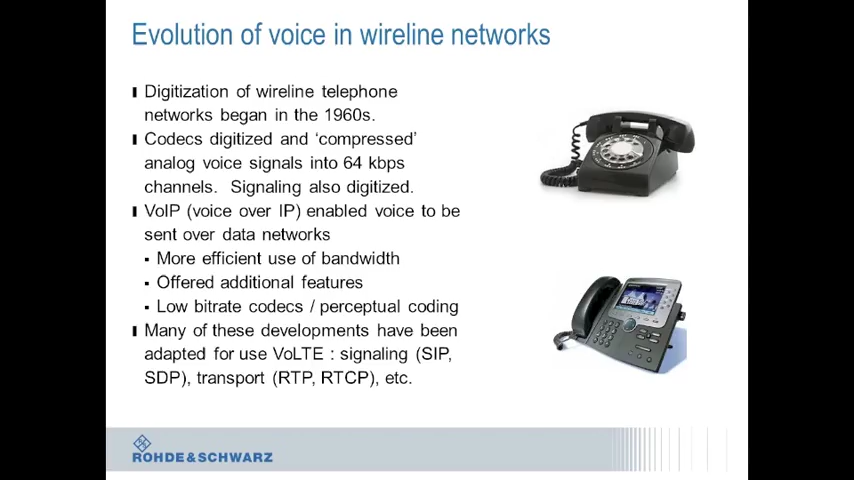 Evolution of voice in wireline networks
Digitization of wireline telephone
networks began in the 1960s.
Codecs digitized and ‘compressed’
analog voice signals into 64 kbps
channels. Signaling also digitized.
VoIP (voice over IP) enabled voice to be
sent over data networks
More efficient use of bandwidth
Offered additional features
Low bitrate codecs / perceptual coding
Many of these developments have been
adapted for use VoLTE : signaling (SIP,
SDP), transport (RTP, RTCP), etc.
ROHDE&SCHWARZ